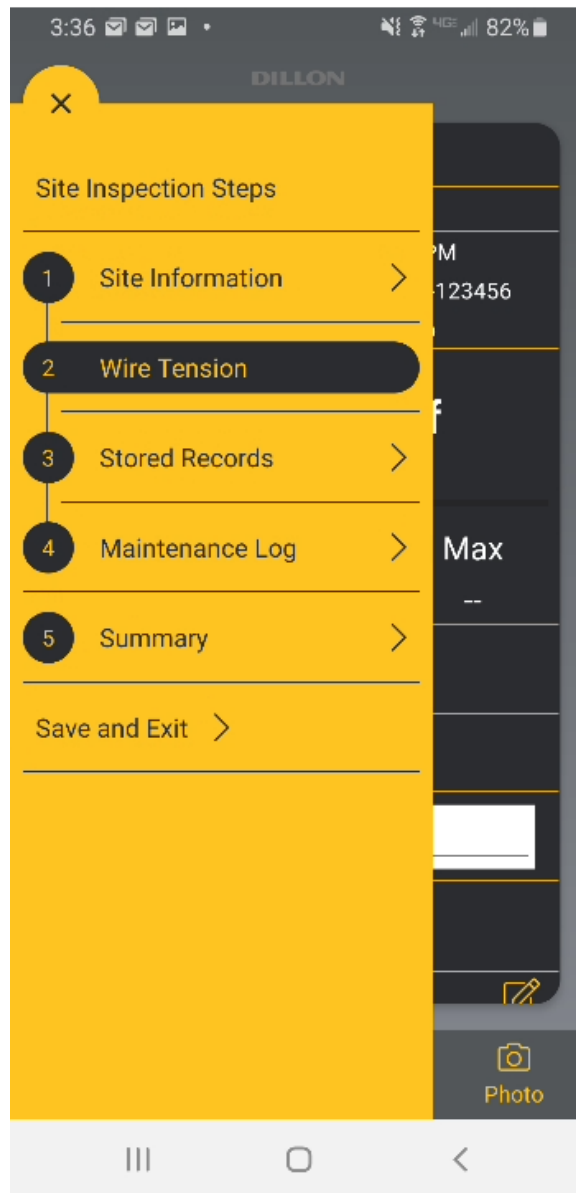 3:36 4GE 82%
DILLON
Site Inspection Steps
1 Site Information
PM
-123456
2 Wire Tension
f
3 Stored Records
4 Maintenance Log
Max
--
5 Summary
Save and Exit
Photo